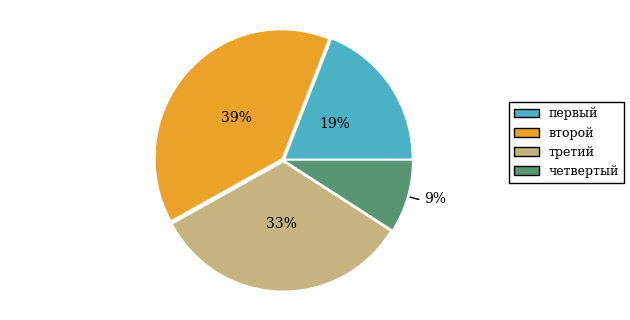 39%
19%
33%
9%
первый
второй
третий
четвертый